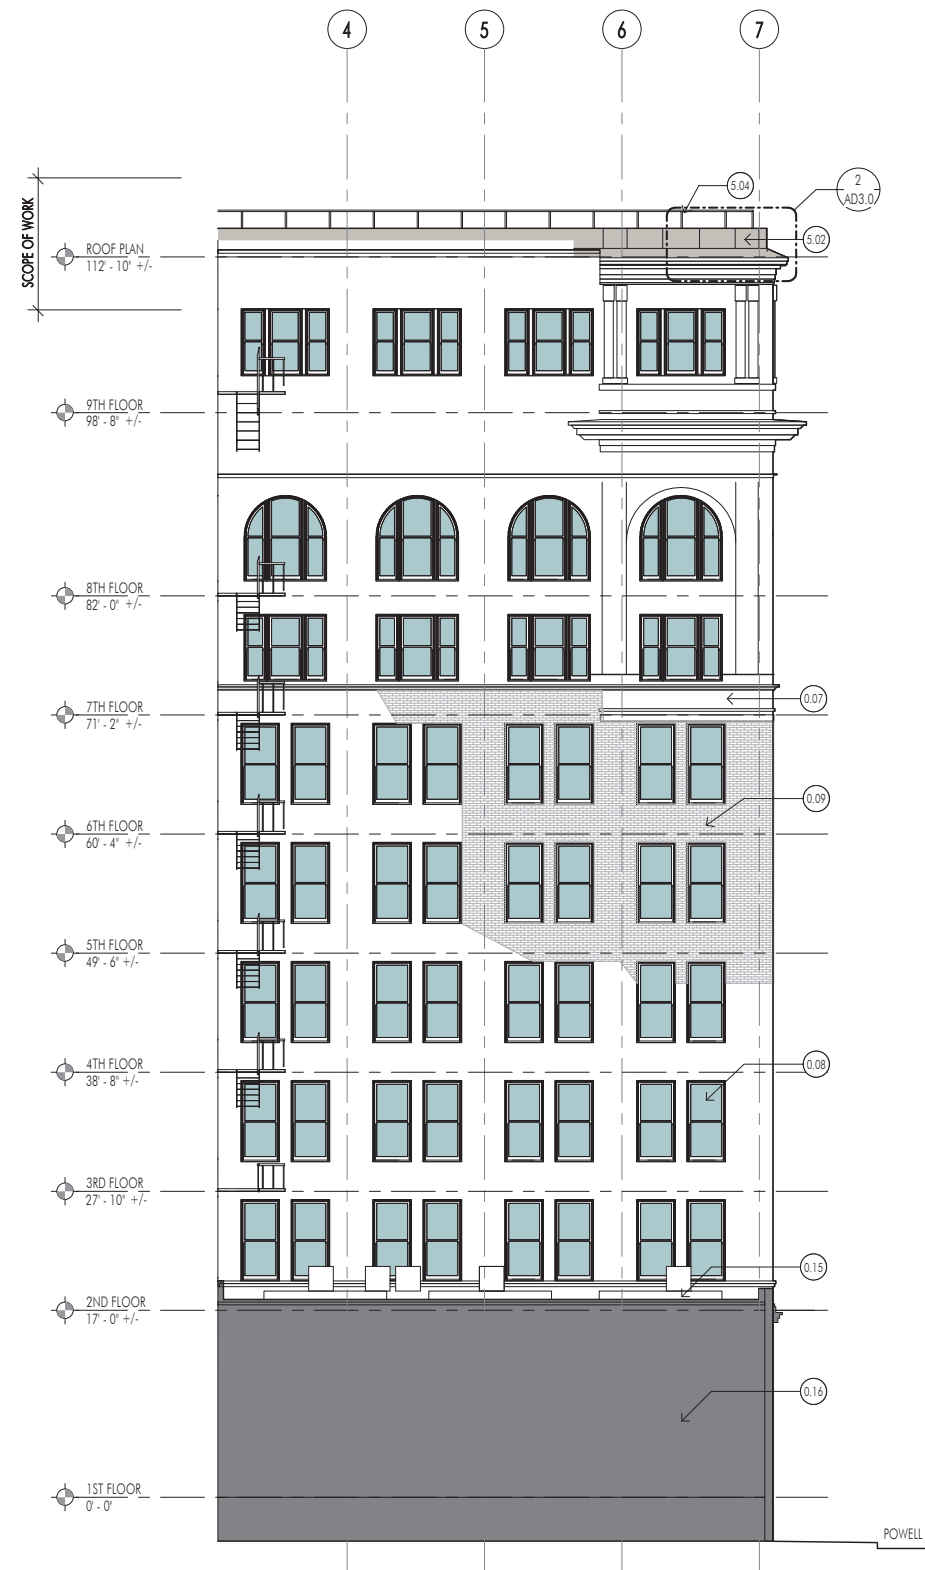 4
5
6
7
SCOPE OF WORK
5.04
2
AD3.0
5.02
ROOF PLAN
112' - 10" +/-
9TH FLOOR
98' - 8" +/-
8TH FLOOR
82' - 0" +/-
0.07
7TH FLOOR
71' - 2" +/-
0.09
6TH FLOOR
60' - 4" +/-
5TH FLOOR
49' - 6" +/-
0.08
4TH FLOOR
38' - 8" +/-
3RD FLOOR
27' - 10" +/-
0.15
2ND FLOOR
17' - 0" +/-
0.16
1ST FLOOR
0' - 0"
POWELL